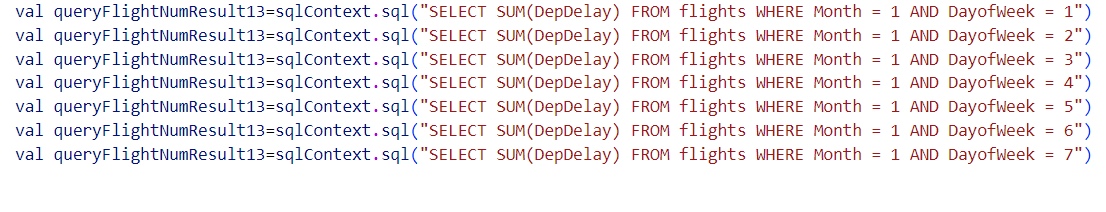 val queryFlightNumResult13=sqlContext.sql("SELECT SUM(DepDelay) FROM flights WHERE Month = 1 AND DayofWeek = 1")
val queryFlightNumResult13=sqlContext.sql("SELECT SUM(DepDelay) FROM flights WHERE Month = 1 AND DayofWeek = 2")
val queryFlightNumResult13=sqlContext.sql("SELECT SUM(DepDelay) FROM flights WHERE Month = 1 AND DayofWeek = 3")
val queryFlightNumResult13=sqlContext.sql("SELECT SUM(DepDelay) FROM flights WHERE Month = 1 AND DayofWeek = 4")
val queryFlightNumResult13=sqlContext.sql("SELECT SUM(DepDelay) FROM flights WHERE Month = 1 AND DayofWeek = 5")
val queryFlightNumResult13=sqlContext.sql("SELECT SUM(DepDelay) FROM flights WHERE Month = 1 AND DayofWeek = 6")
val queryFlightNumResult13=sqlContext.sql("SELECT SUM(DepDelay) FROM flights WHERE Month = 1 AND DayofWeek = 7")